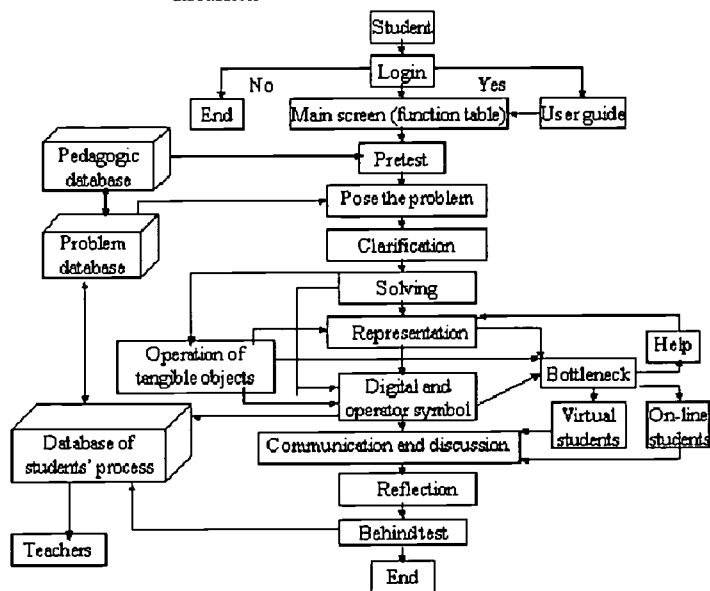 Student
Login
No
Yes
End
Main screen (function table)
User guide
Pedagogic
database
Pretest
Pose the problem
Problem
database
Clarification
Solving
Representation
Help
Operation of
tangible objects
Bottleneck
Digital and
operator symbol
Virtual
students
On-line
students
Database of
students' process
Communication and discussion
Reflection
Behind test
Teachers
End